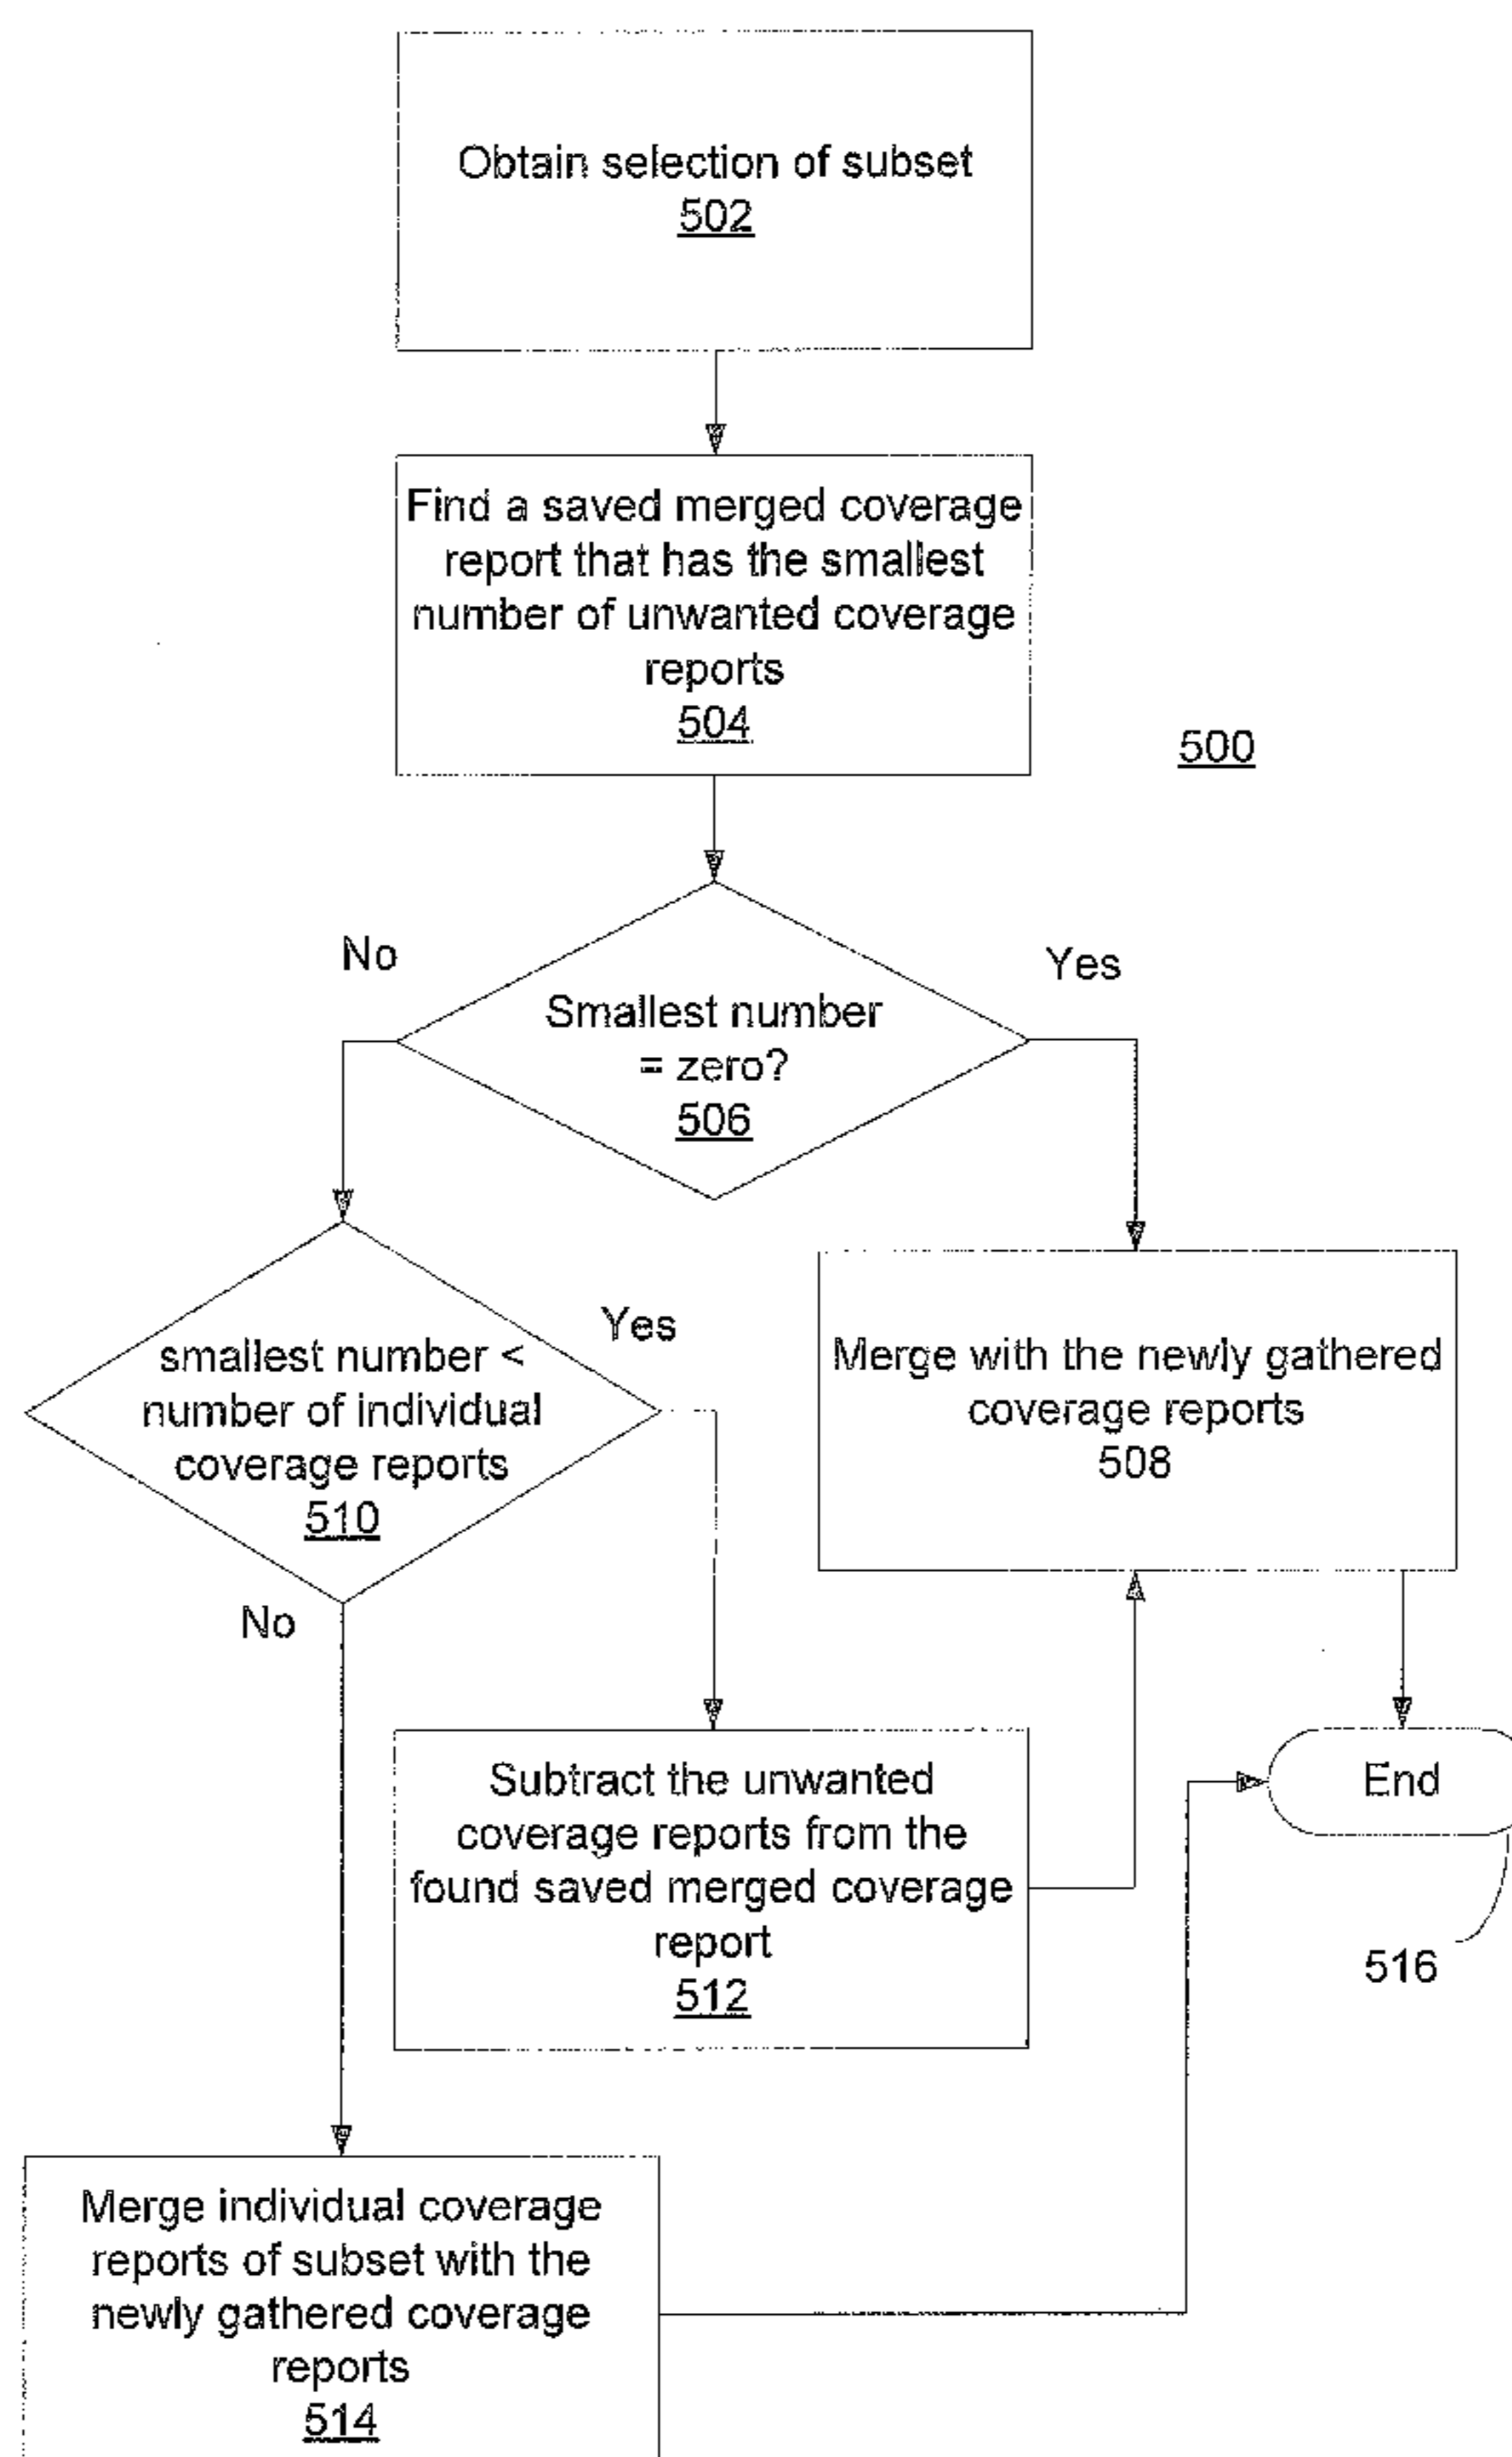 Obtain selection of subset
502
Find a saved merged coverage
report that has the smallest
number of unwanted coverage
reports
504
500
No
Yes
Smallest number
= zero?
506
smallest number <
number of individual
coverage reports
510
Yes
No
Merge with the newly gathered
coverage reports
508
Subtract the unwanted
coverage reports from the
found saved merged coverage
report
512
End
516
Merge individual coverage
reports of subset with the
newly gathered coverage
reports
514